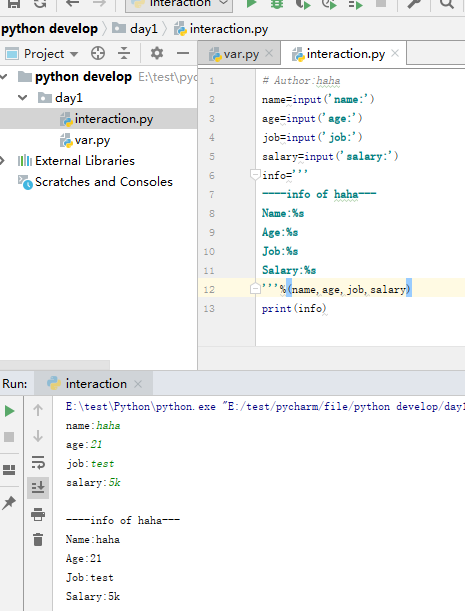 interaction
python develop day1 interaction.py
Project var.py interaction.py
python develop E:\test\pyc
day1
interaction.py
var.py
External Libraries
Scratches and Consoles
1 # Author:haha
2 name=input('name:')
3 age=input('age:')
4 job=input('job:')
5 salary=input('salary:')
6 info='''
7 ----info of haha---
8 Name:%s
9 Age:%s
10 Job:%s
11 Salary:%s
12 '''%(name,age,job,salary)
13 print(info)
Run: interaction
E:\test\Python\python.exe "E:/test/pycharm/file/python develop/day1
name:haha
age:21
job:test
salary:5k
----info of haha---
Name:haha
Age:21
Job:test
Salary:5k